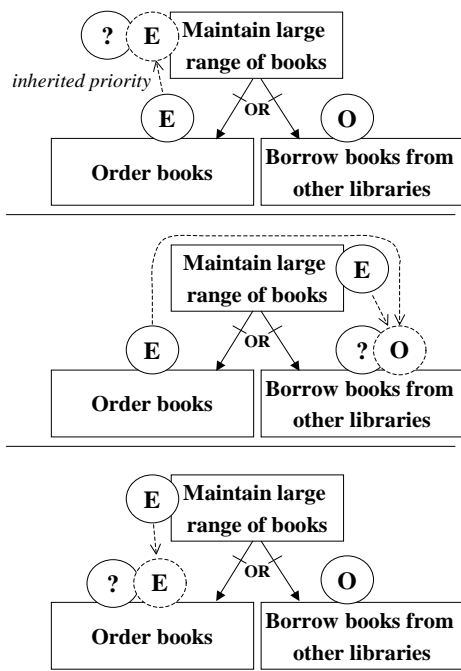 ? E Maintain large
range of books
inherited priority
E OR O
Order books
Borrow books from
other libraries
Maintain large
range of books
E
E OR ? O
Order books
Borrow books from
other libraries
E Maintain large
range of books
? E OR O
Order books
Borrow books from
other libraries